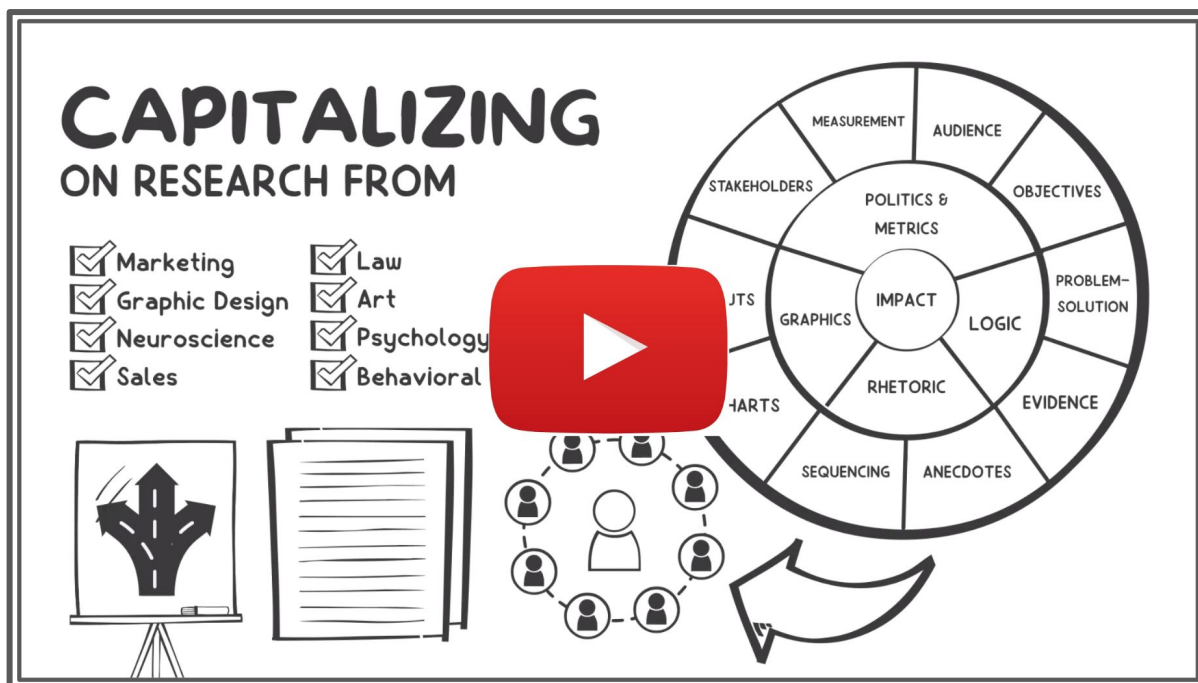 CAPITALIZING
ON RESEARCH FROM
Marketing
Graphic Design
Neuroscience
Sales
Law
Art
Psychology
Behavioral
MEASUREMENT
AUDIENCE
STAKEHOLDERS
OBJECTIVES
POLITICS &
METRICS
PROBLEM-
SOLUTION
IMPACT
GRAPHICS
LOGIC
RHETORIC
EVIDENCE
SEQUENCING
ANECDOTES